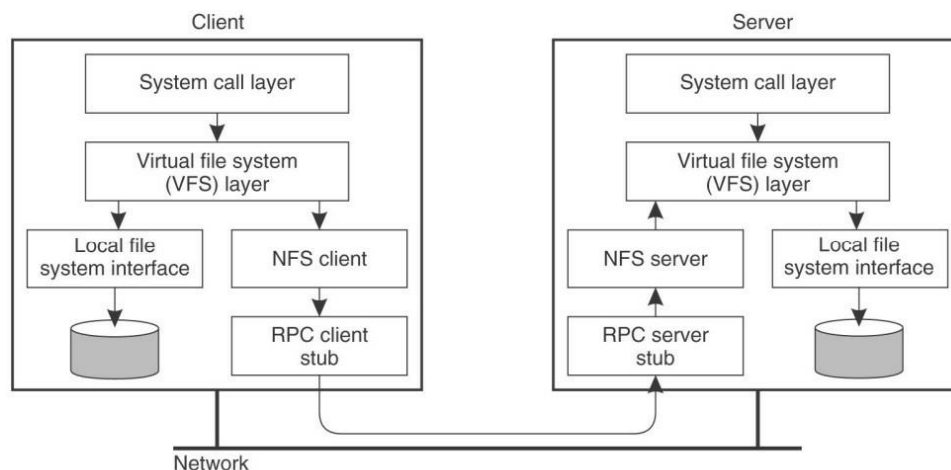 Client
System call layer
Virtual file system
(VFS) layer
Local file
system interface
NFS client
RPC client
stub
Server
System call layer
Virtual file system
(VFS) layer
NFS server
Local file
system interface
RPC server
stub
Network